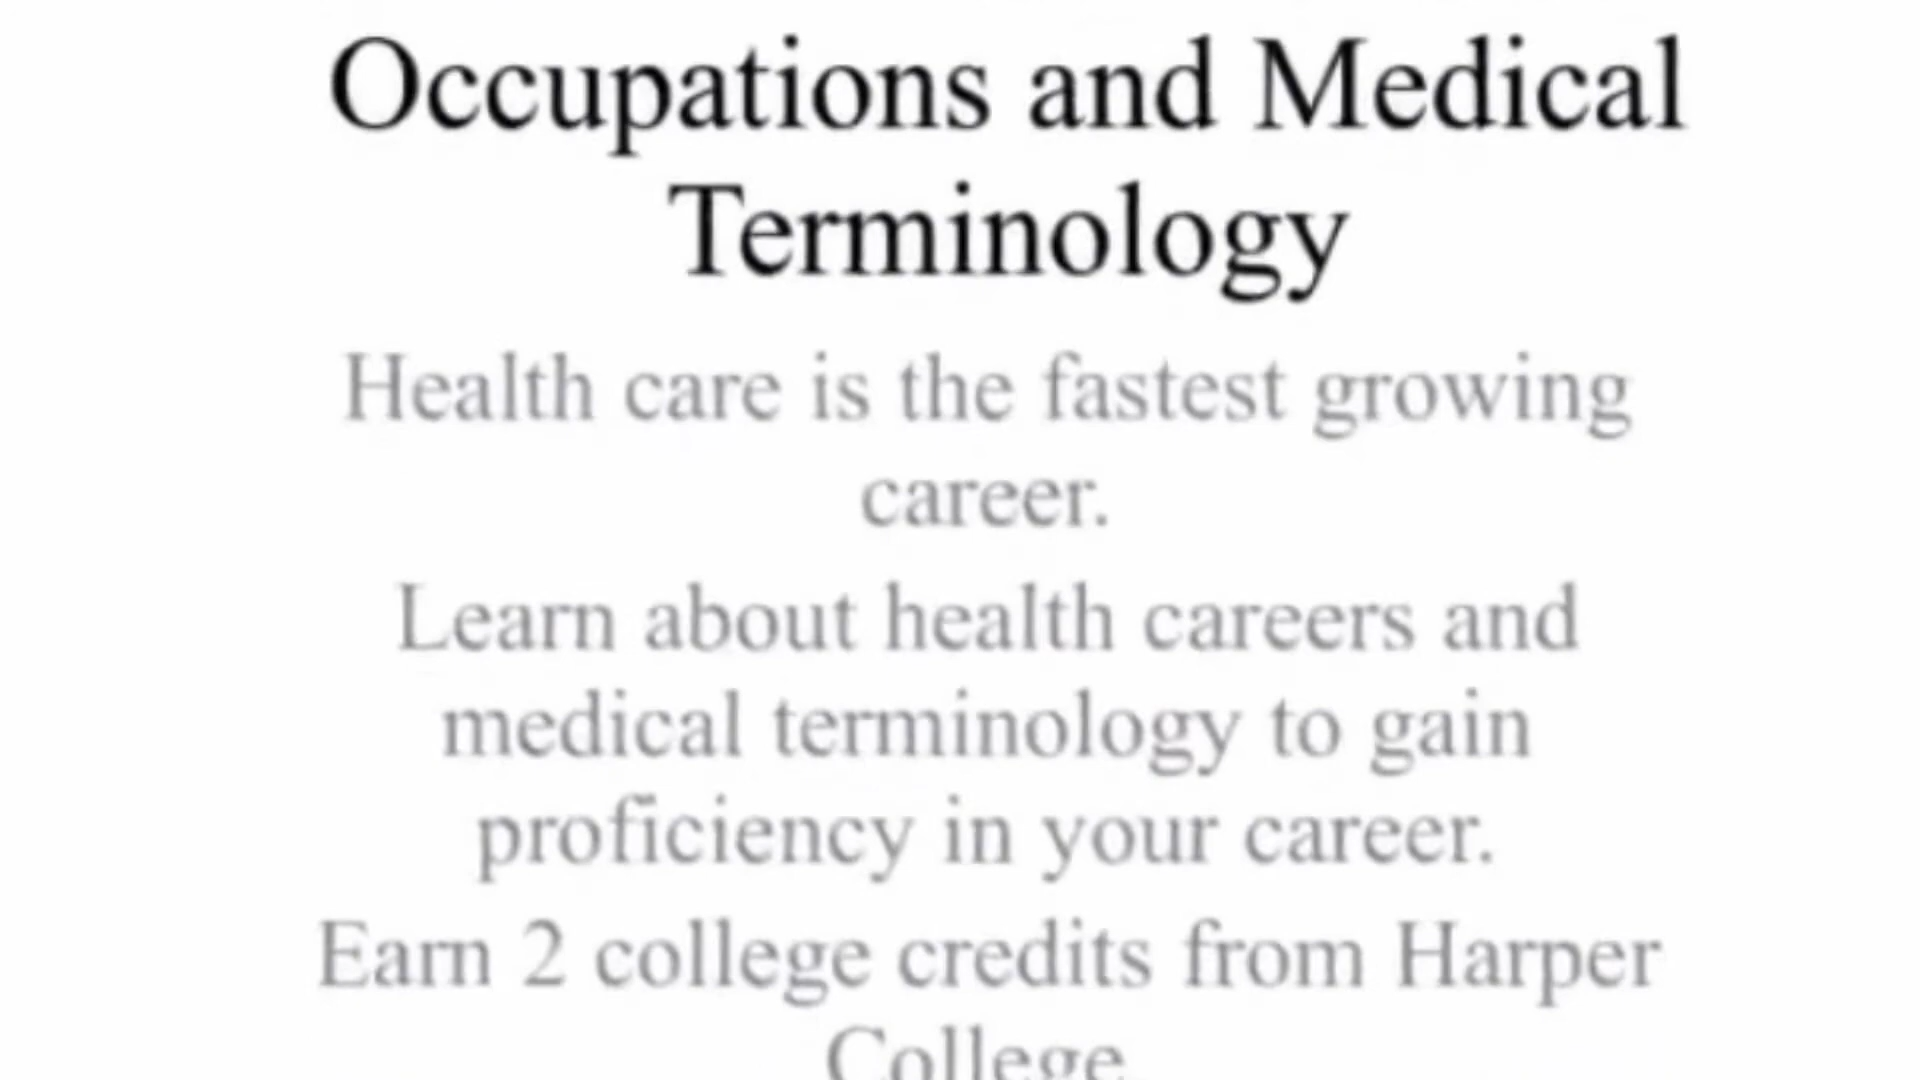 Occupations and Medical
Terminology
Health care is the fastest growing
career.
Learn about health careers and
medical terminology to gain
proficiency in your career.
Earn 2 college credits from Harper
College.